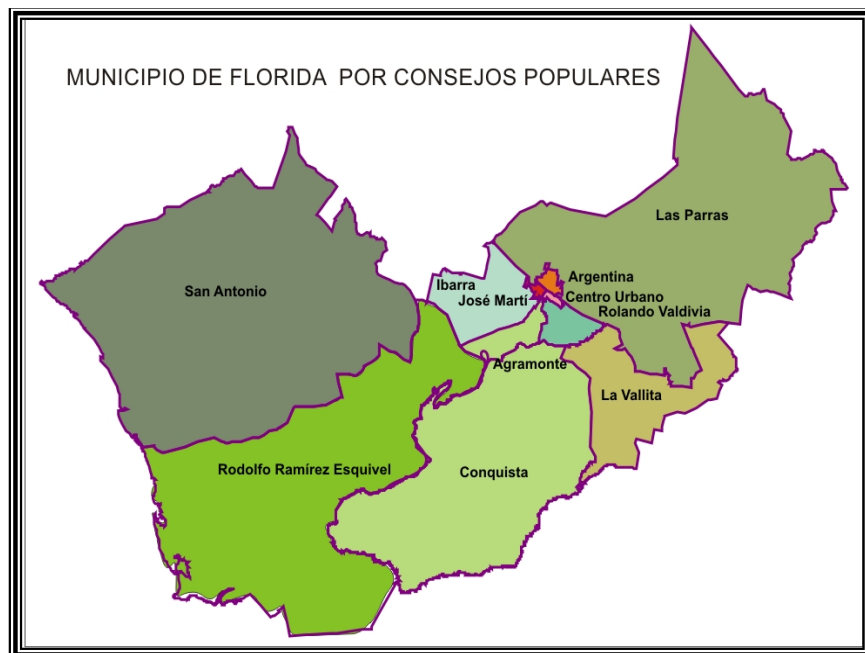 MUNICIPIO DE FLORIDA POR CONSEJOS POPULARES
Las Parras
San Antonio
Ibarra
Argentina
José Martí
Centro Urbano
Rolando Valdivia
Agramonte
La Vallita
Rodolfo Ramírez Esquivel
Conquista